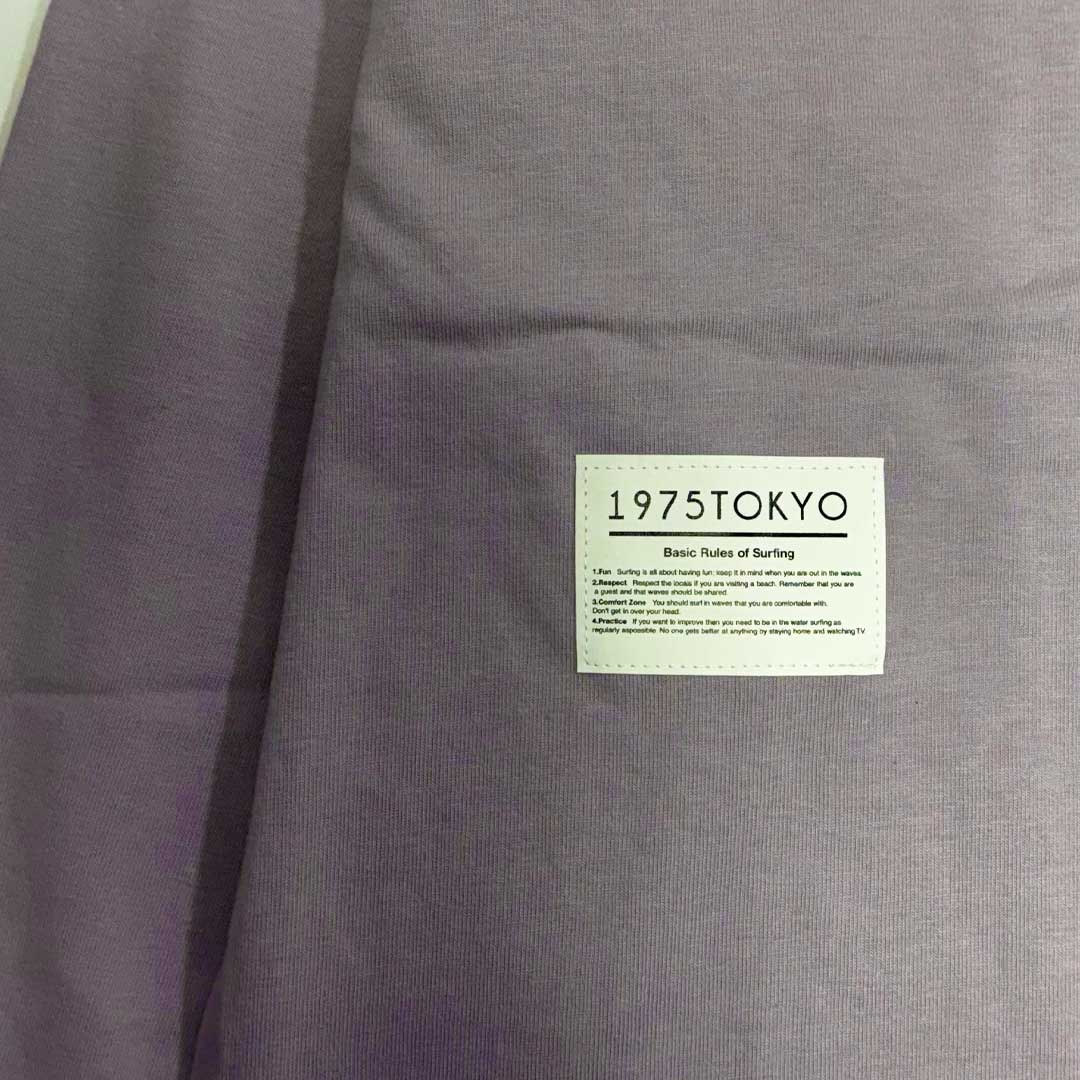 1975TOKYO
Basic Rules of Surfing
1.Fun Surfing is all about having fun; keep it in mind when you are out in the waves.
2.Respect Respect the locals if you are visiting a beach. Remember that you are
a guest and that waves should be shared.
3.Comfort Zone You should surf in waves that you are comfortable with.
Don't get in over your head.
4.Practice If you want to improve then you need to be in the water surfing as
regularly aspossible. No one gets better at anything by staying home and watching TV.